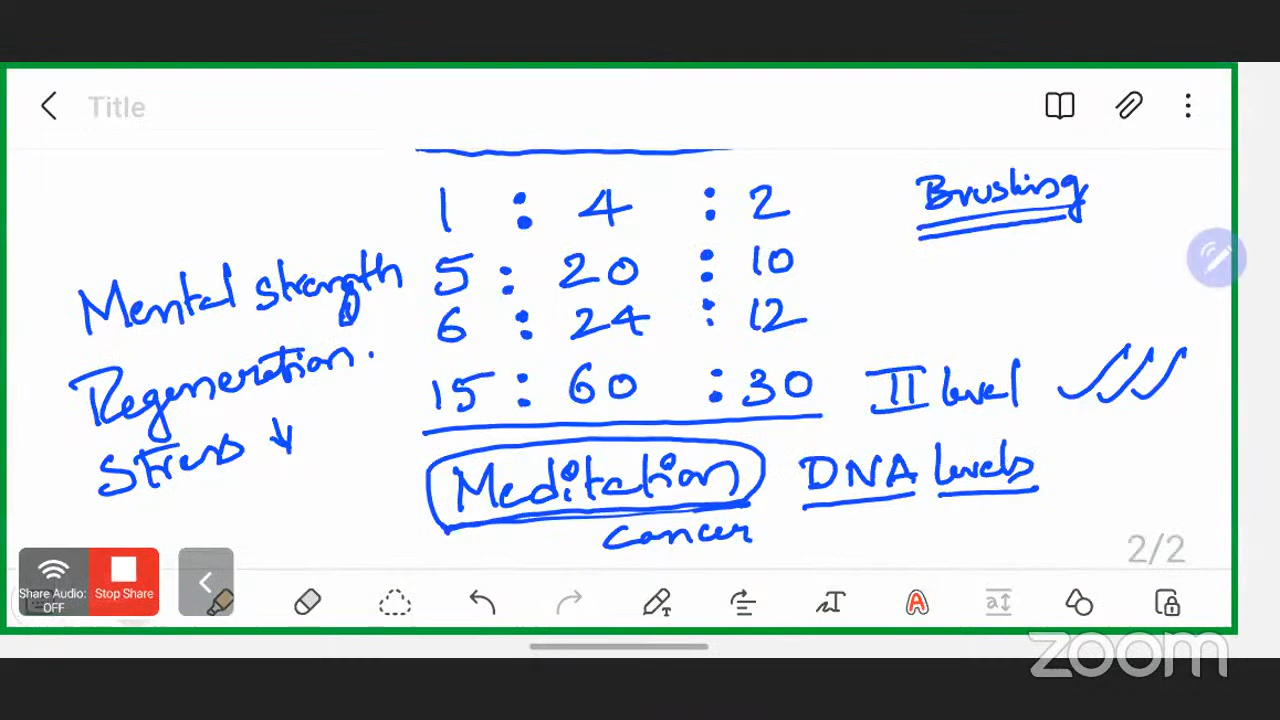 Title
1 : 4 : 2
Brushing
Mental strength
5 : 20 : 10
6 : 24 : 12
Regeneration.
15 : 60 : 30 II level
Stress ↓
Meditation DNA levels
cancer
2/2
Share Audio: OFF
Stop Share
T
A
a
zoom